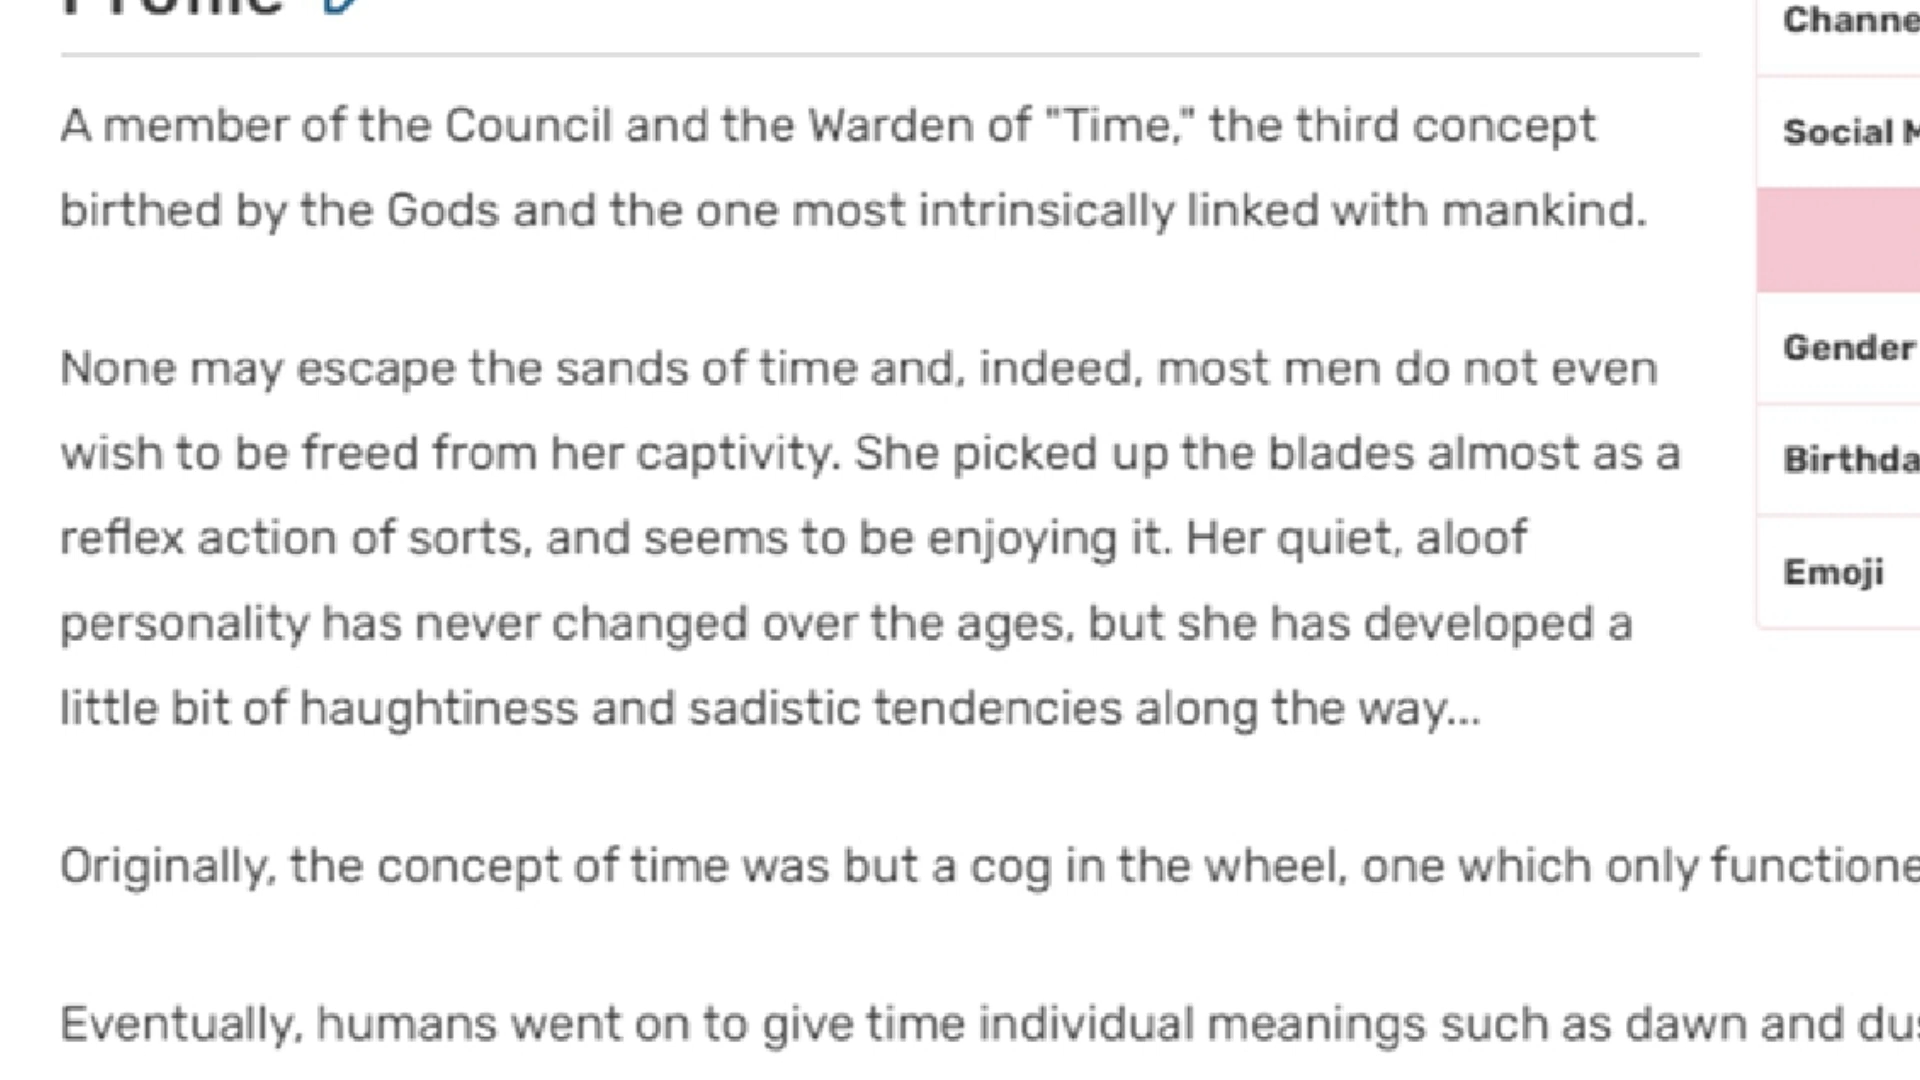 A member of the Council and the Warden of "Time," the third concept
birthed by the Gods and the one most intrinsically linked with mankind.
None may escape the sands of time and, indeed, most men do not even
wish to be freed from her captivity. She picked up the blades almost as a
reflex action of sorts, and seems to be enjoying it. Her quiet, aloof
personality has never changed over the ages, but she has developed a
little bit of haughtiness and sadistic tendencies along the way...
Originally, the concept of time was but a cog in the wheel, one which only functione
Eventually, humans went on to give time individual meanings such as dawn and
Channe
Social M
Gender
Birthda
Emoji